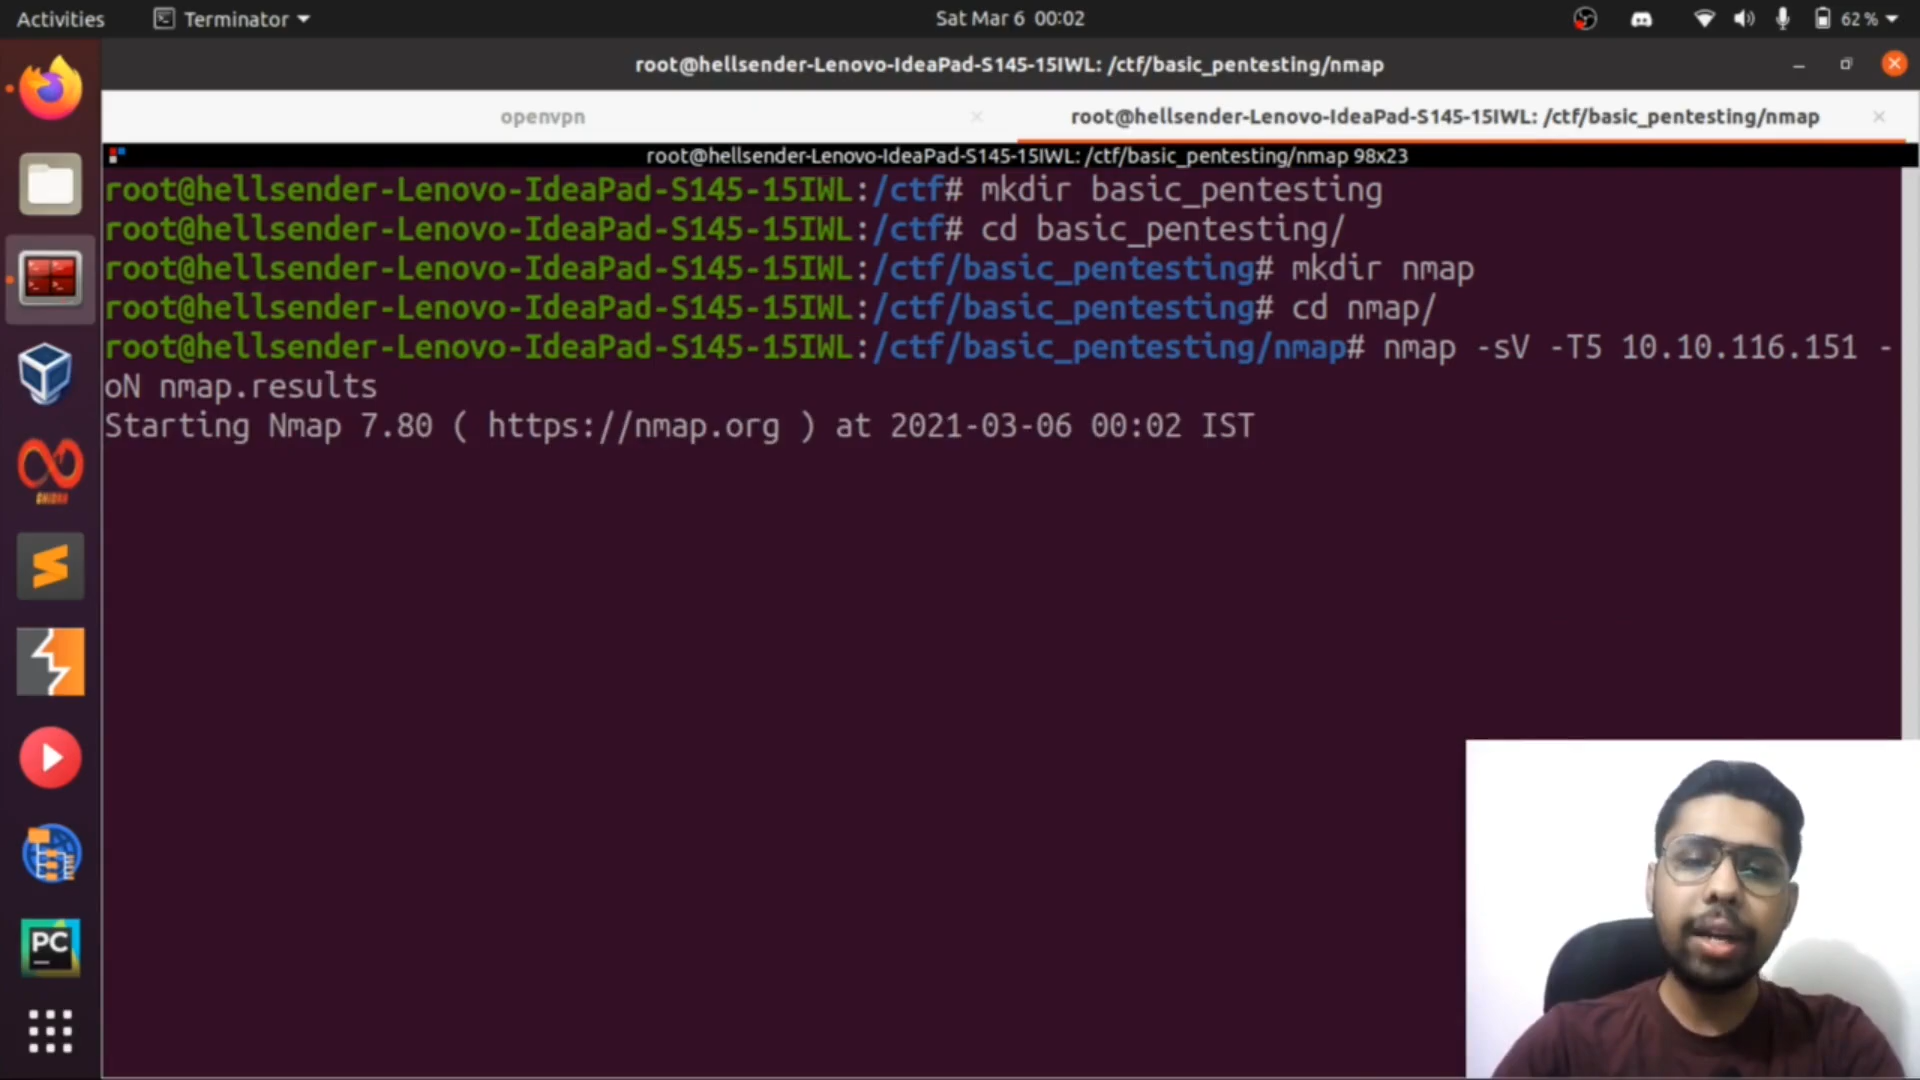 Activities
Terminator
Sat Mar 6 00:02
62 %
root@hellsender-Lenovo-IdeaPad-S145-15IWL: /ctf/basic_pentesting/nmap
openvpn
root@hellsender-Lenovo-IdeaPad-S145-15IWL: /ctf/basic_pentesting/nmap
root@hellsender-Lenovo-IdeaPad-S145-15IWL: /ctf/basic_pentesting/nmap 98x23
root@hellsender-Lenovo-IdeaPad-S145-15IWL:/ctf# mkdir basic_pentesting
root@hellsender-Lenovo-IdeaPad-S145-15IWL:/ctf# cd basic_pentesting/
root@hellsender-Lenovo-IdeaPad-S145-15IWL:/ctf/basic_pentesting# mkdir nmap
root@hellsender-Lenovo-IdeaPad-S145-15IWL:/ctf/basic_pentesting# cd nmap/
root@hellsender-Lenovo-IdeaPad-S145-15IWL:/ctf/basic_pentesting/nmap# nmap -sV -T5 10.10.116.151 -
oN nmap.results
Starting Nmap 7.80 ( https://nmap.org ) at 2021-03-06 00:02 IST
GHIDRA
PC